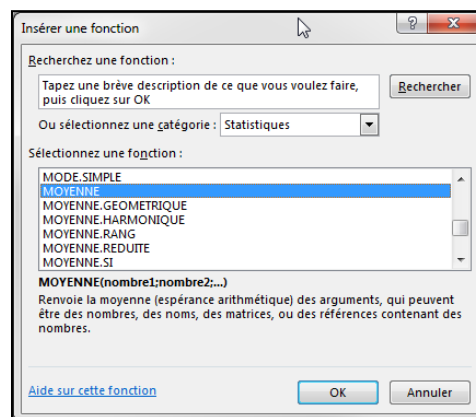 Insérer une fonction
Recherchez une fonction :
Tapez une brève description de ce que vous voulez faire,
puis cliquez sur OK
Rechercher
Ou sélectionnez une catégorie : Statistiques
Sélectionnez une fonction :
MODE.SIMPLE
MOYENNE
MOYENNE.GEOMETRIQUE
MOYENNE.HARMONIQUE
MOYENNE.RANG
MOYENNE.REDUITE
MOYENNE.SI
MOYENNE(nombre1;nombre2;...)
Renvoie la moyenne (espérance arithmétique) des arguments, qui peuvent
être des nombres, des noms, des matrices, ou des références contenant des
nombres.
Aide sur cette fonction
OK
Annuler